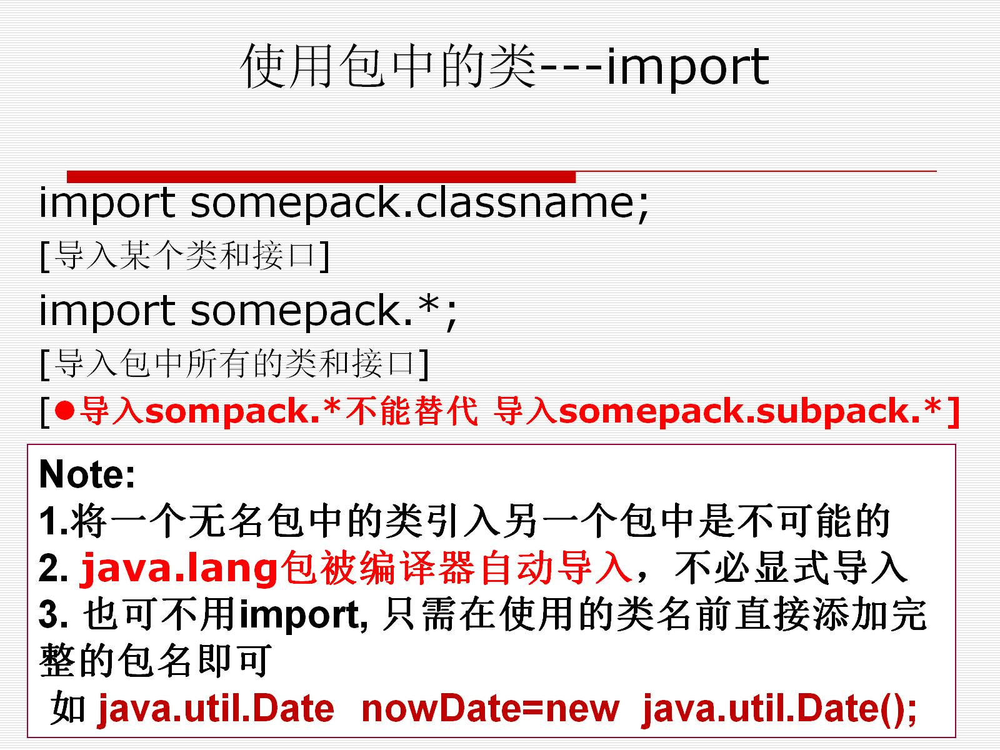 使用包中的类---import
import somepack.classname;
[导入某个类和接口]
import somepack.*;
[导入包中所有的类和接口]
[●导入sompack.*不能替代 导入somepack.subpack.*]
Note:
1.将一个无名包中的类引入另一个包中是不可能的
2. java.lang包被编译器自动导入，不必显式导入
3. 也可不用import, 只需在使用的类名前直接添加完
整的包名即可
如 java.util.Date nowDate=new java.util.Date();